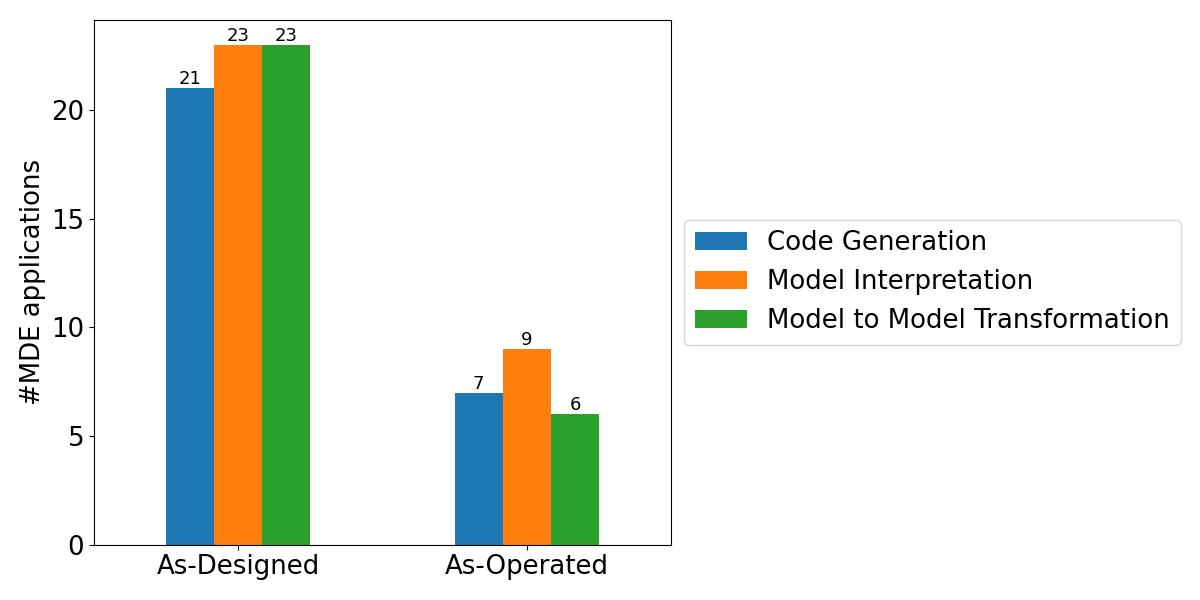 #MDE applications
20
15
10
5
0
21
23
23
7
9
6
As-Designed
As-Operated
Code Generation
Model Interpretation
Model to Model Transformation